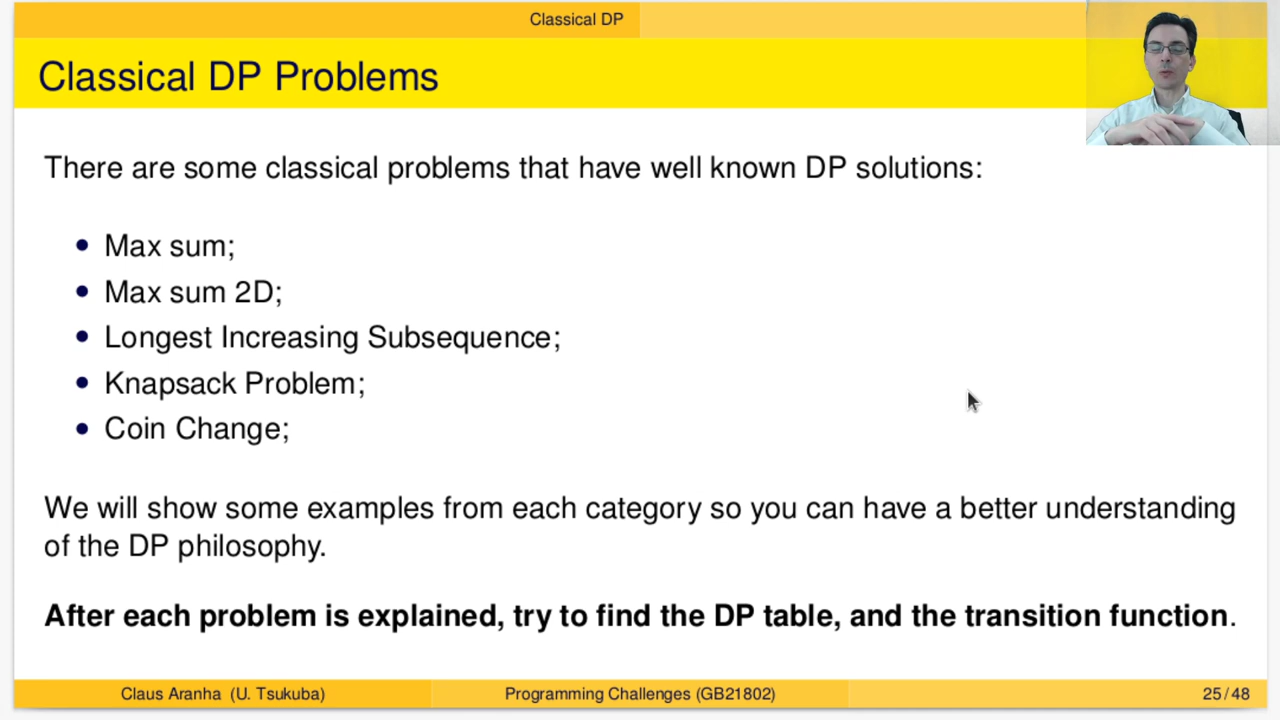 Classical DP
Classical DP Problems
There are some classical problems that have well known DP solutions:
• Max sum;
• Max sum 2D;
• Longest Increasing Subsequence;
• Knapsack Problem;
• Coin Change;
We will show some examples from each category so you can have a better understanding
of the DP philosophy.
After each problem is explained, try to find the DP table, and the transition function.
Claus Aranha (U. Tsukuba) Programming Challenges (GB21802) 25 / 48